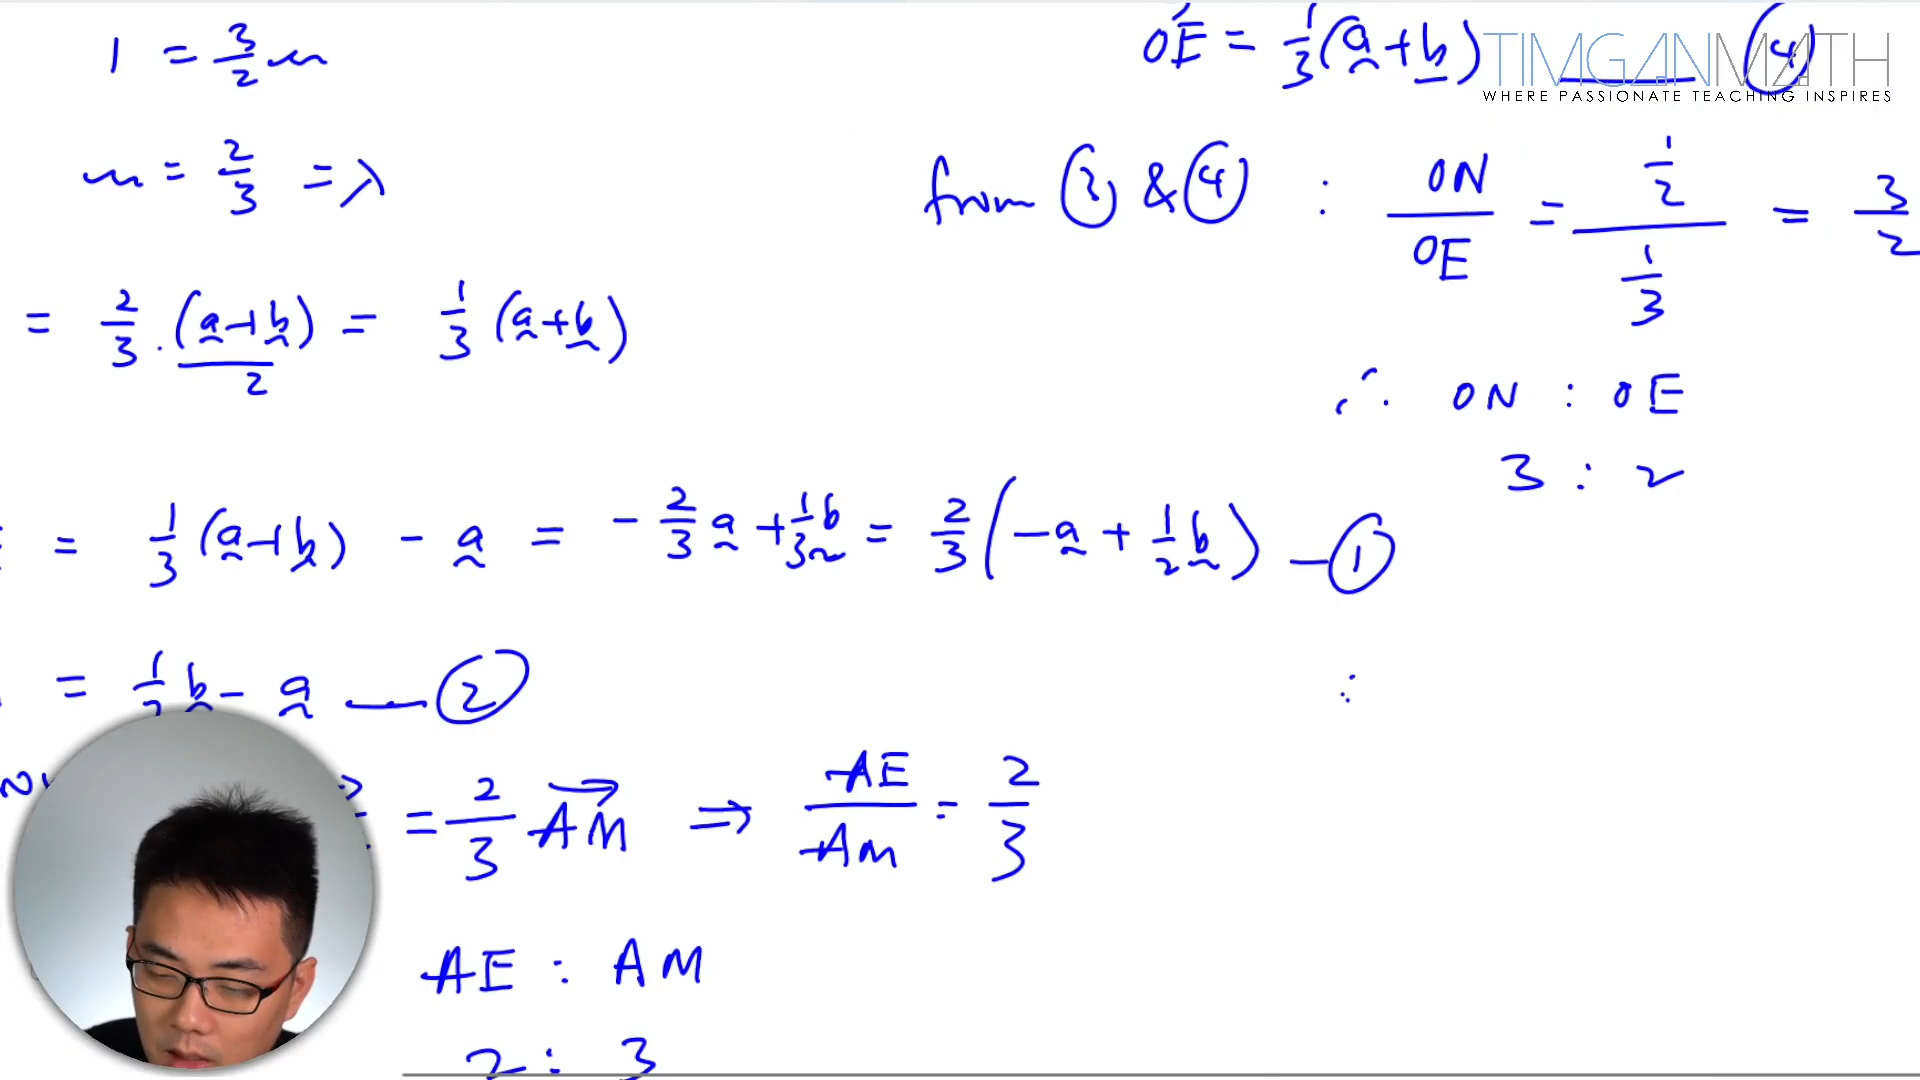 1 = 3/2 m
m = 2/3 = λ
= 2/3 . (a+b)/2 = 1/3 (a+b)
= 1/3 (a+b) - a = -2/3 a + 1/3 b = 2/3 (-a + 1/2 b) — ①
= 1/2 b - a — ②
= 2/3 AM ⇒ AE/AM = 2/3
AE : AM
2 : 3
OE = 1/3 (a+b) — ④
TIMGANMATH
WHERE PASSIONATE TEACHING INSPIRES
from ③ & ④ : ON/OE = (1/2)/(1/3) = 3/2
∴ ON : OE
3 : 2
∴